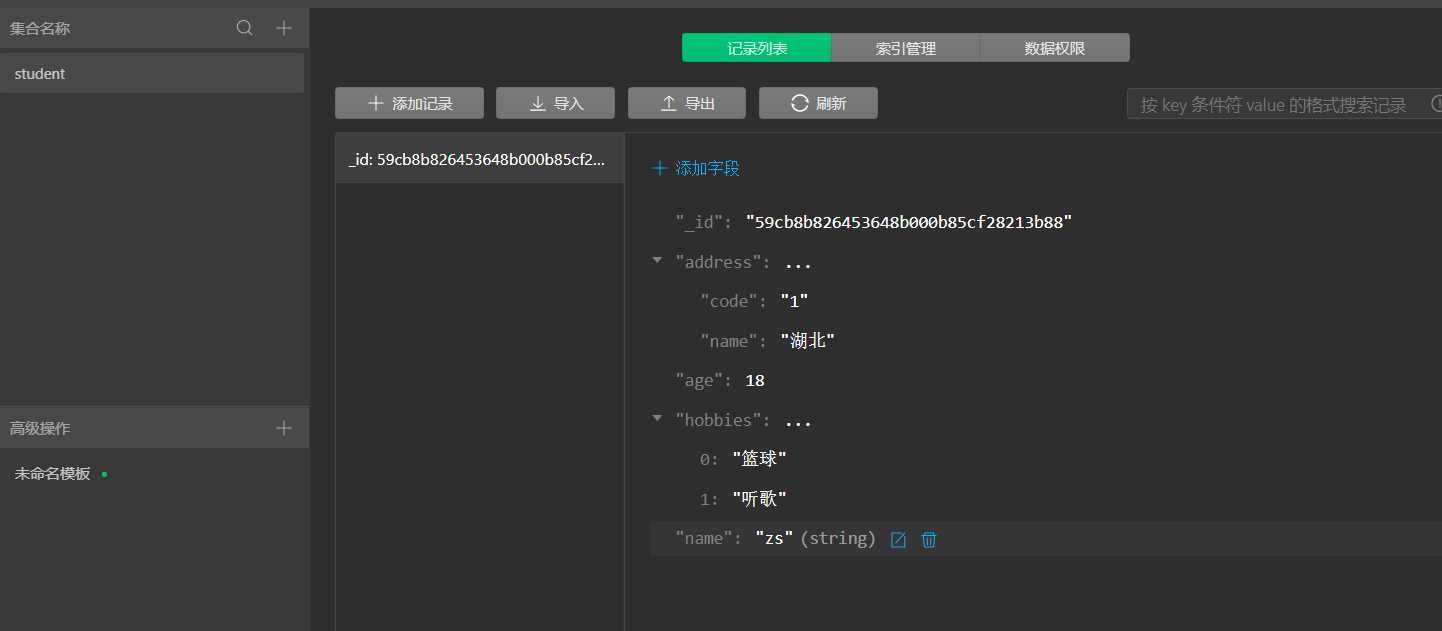 集合名称
student
高级操作
未命名模板
记录列表 索引管理 数据权限
添加记录 导入 导出 刷新 按 key 条件符 value 的格式搜索记录
_id: 59cb8b826453648b000b85cf2...
添加字段
"_id": "59cb8b826453648b000b85cf28213b88"
"address": ...
"code": "1"
"name": "湖北"
"age": 18
"hobbies": ...
0: "篮球"
1: "听歌"
"name": "zs" (string)